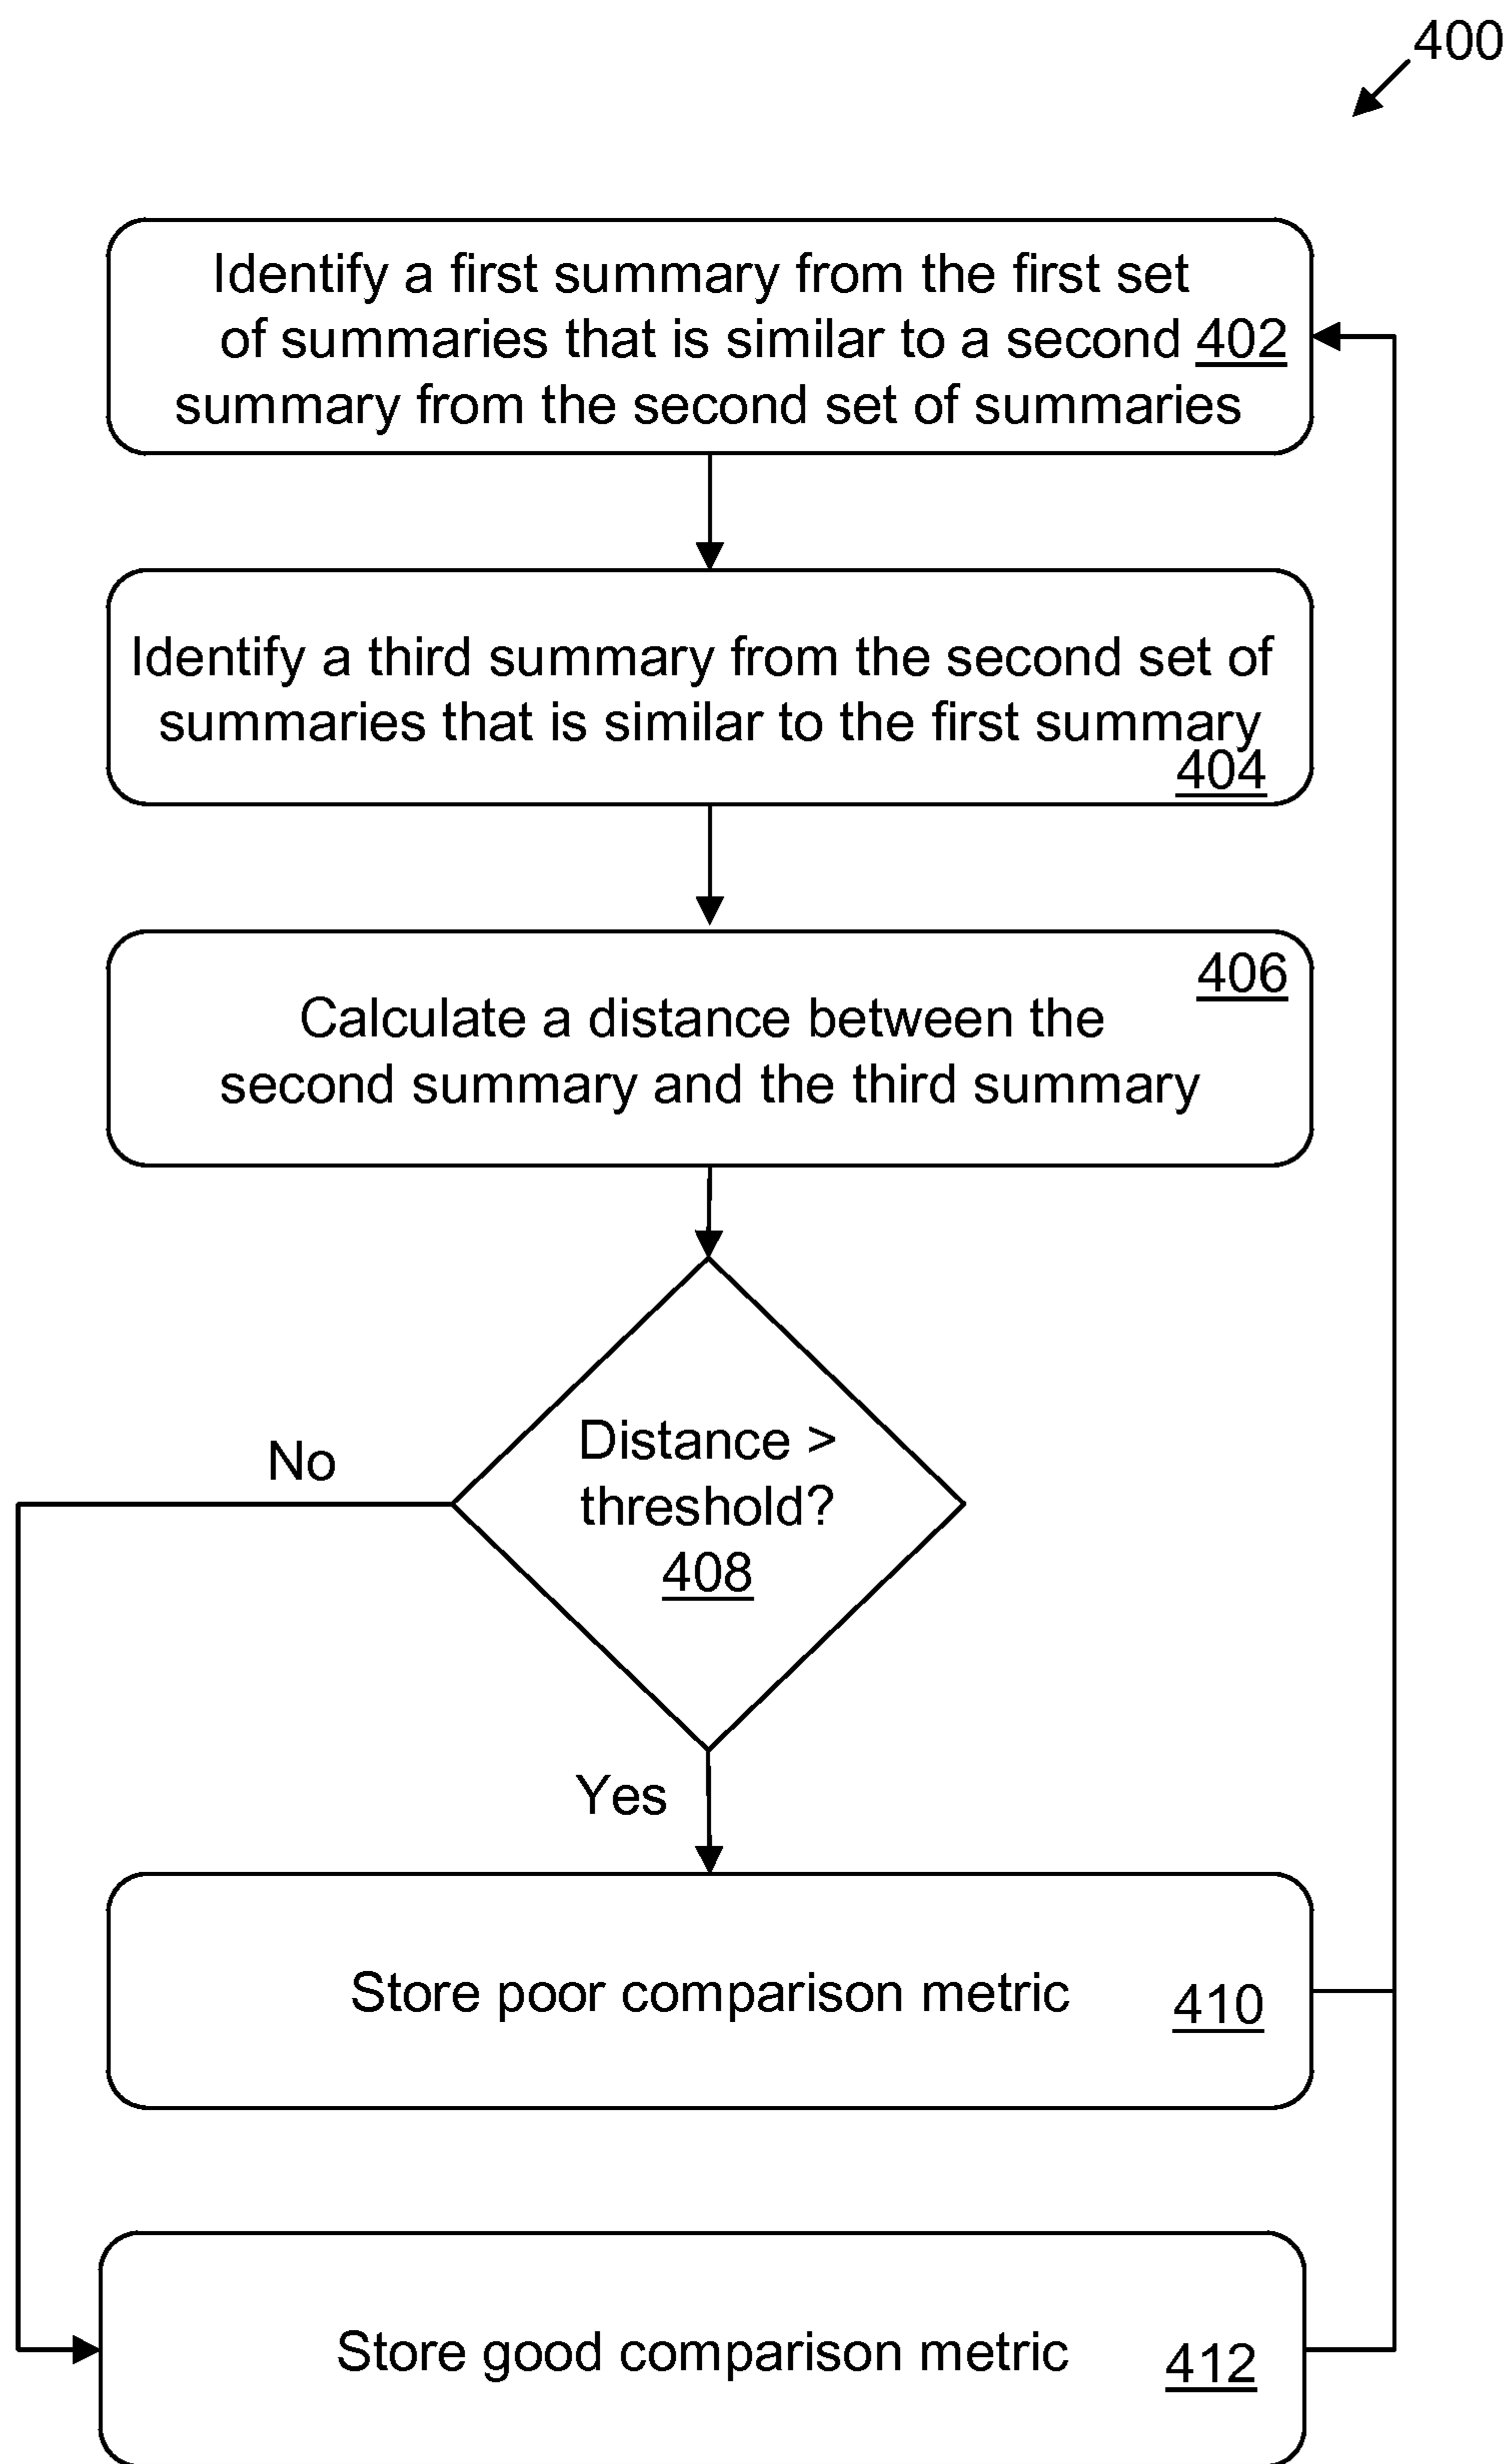 400
Identify a first summary from the first set
of summaries that is similar to a second 402
summary from the second set of summaries
Identify a third summary from the second set of
summaries that is similar to the first summary
404
406
Calculate a distance between the
second summary and the third summary
Distance >
threshold?
408
No
Yes
Store poor comparison metric 410
Store good comparison metric 412